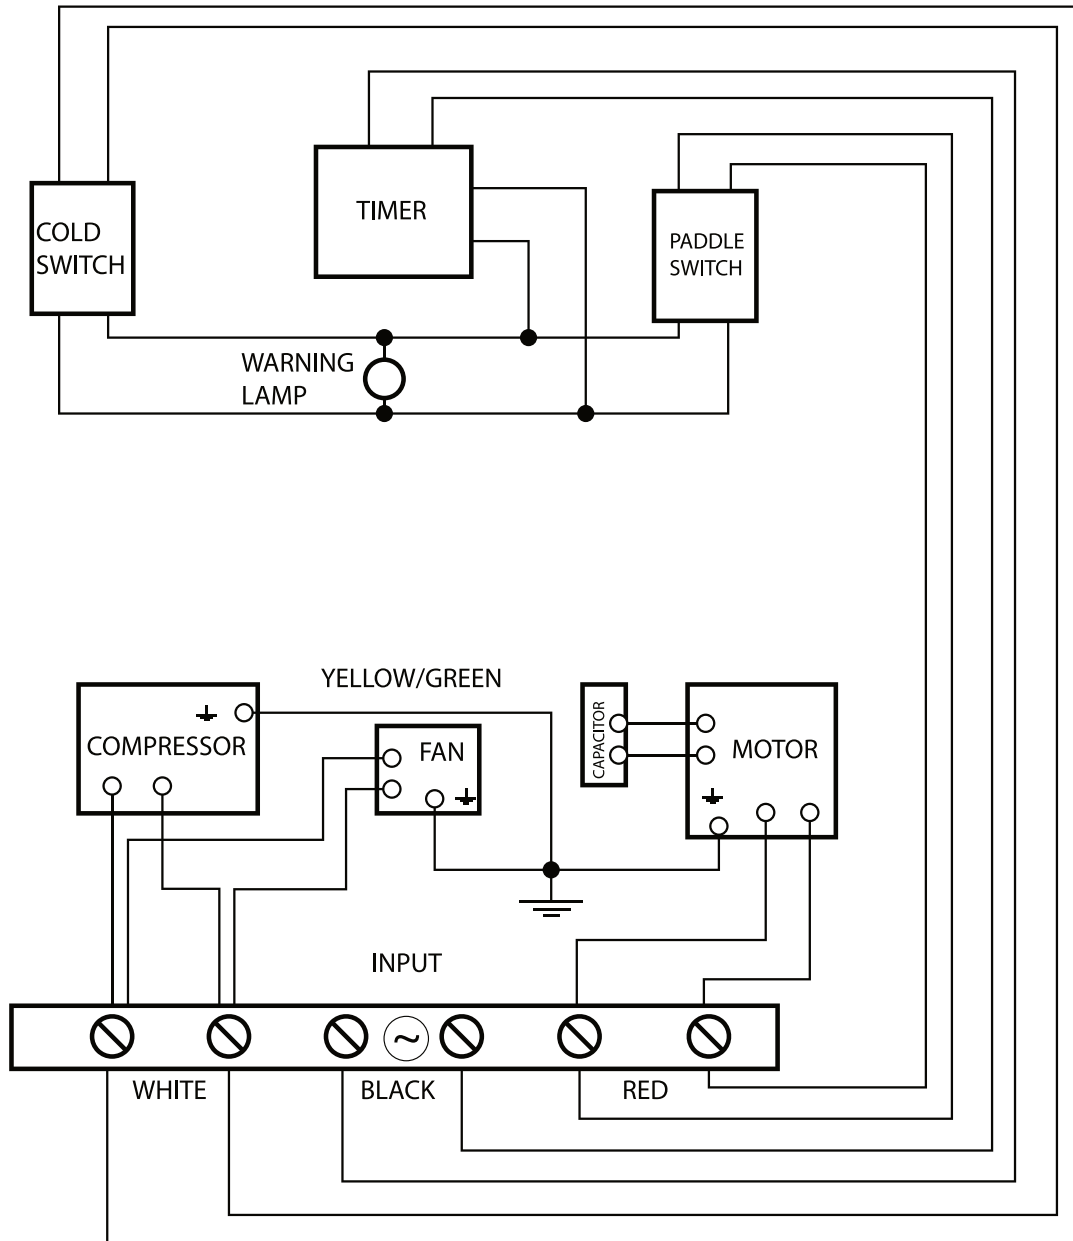 TIMER
COLD
SWITCH
PADDLE
SWITCH
WARNING
LAMP
YELLOW/GREEN
COMPRESSOR
FAN
CAPACITOR
MOTOR
INPUT
~
WHITE
BLACK
RED